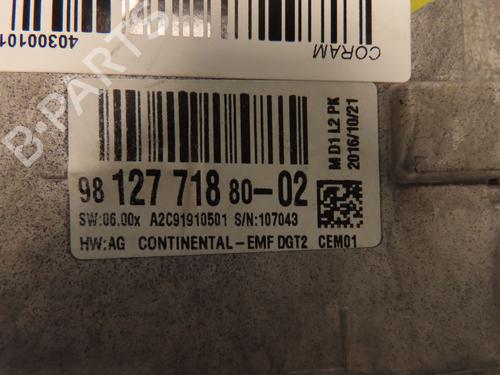 40300101
CORAM
B-PARTS
M D1 L2 PK
2016/10/21
98 127 718 80-02
SW:06.00x A2C91910501 S/N:107043
HW:AG CONTINENTAL-EMF DGT2 CEM01